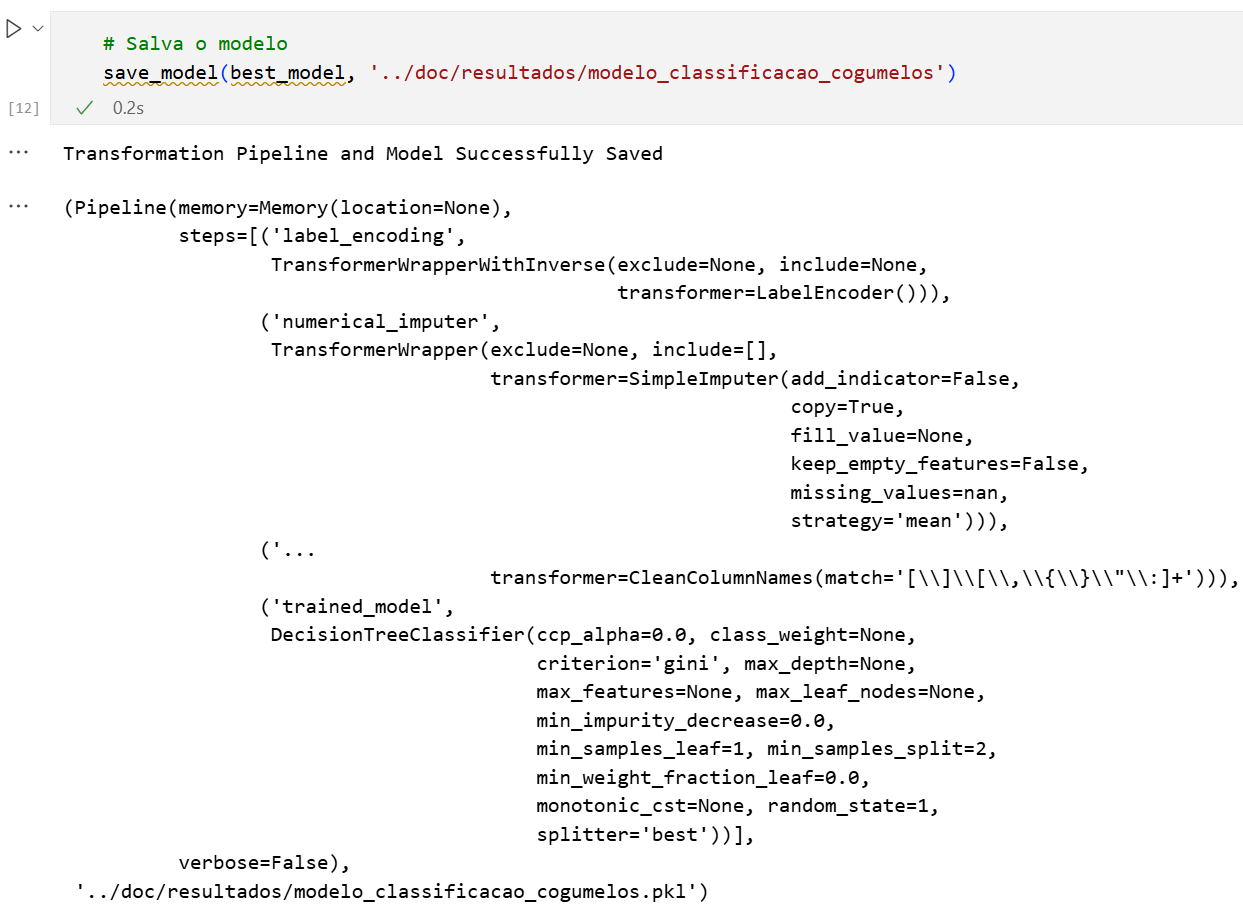 # Salva o modelo
save_model(best_model, '../doc/resultados/modelo_classificacao_cogumelos')
[12] 0.2s
... Transformation Pipeline and Model Successfully Saved
... (Pipeline(memory=Memory(location=None),
steps=[('label_encoding',
TransformerWrapperWithInverse(exclude=None, include=None,
transformer=LabelEncoder())),
('numerical_imputer',
TransformerWrapper(exclude=None, include=[],
transformer=SimpleImputer(add_indicator=False,
copy=True,
fill_value=None,
keep_empty_features=False,
missing_values=nan,
strategy='mean'))),
('...
transformer=CleanColumnNames(match='[\\]\\[\\,\\{\\}\\"\\:]+'))),
('trained_model',
DecisionTreeClassifier(ccp_alpha=0.0, class_weight=None,
criterion='gini', max_depth=None,
max_features=None, max_leaf_nodes=None,
min_impurity_decrease=0.0,
min_samples_leaf=1, min_samples_split=2,
min_weight_fraction_leaf=0.0,
monotonic_cst=None, random_state=1,
splitter='best'))],
verbose=False),
'../doc/resultados/modelo_classificacao_cogumelos.pkl')